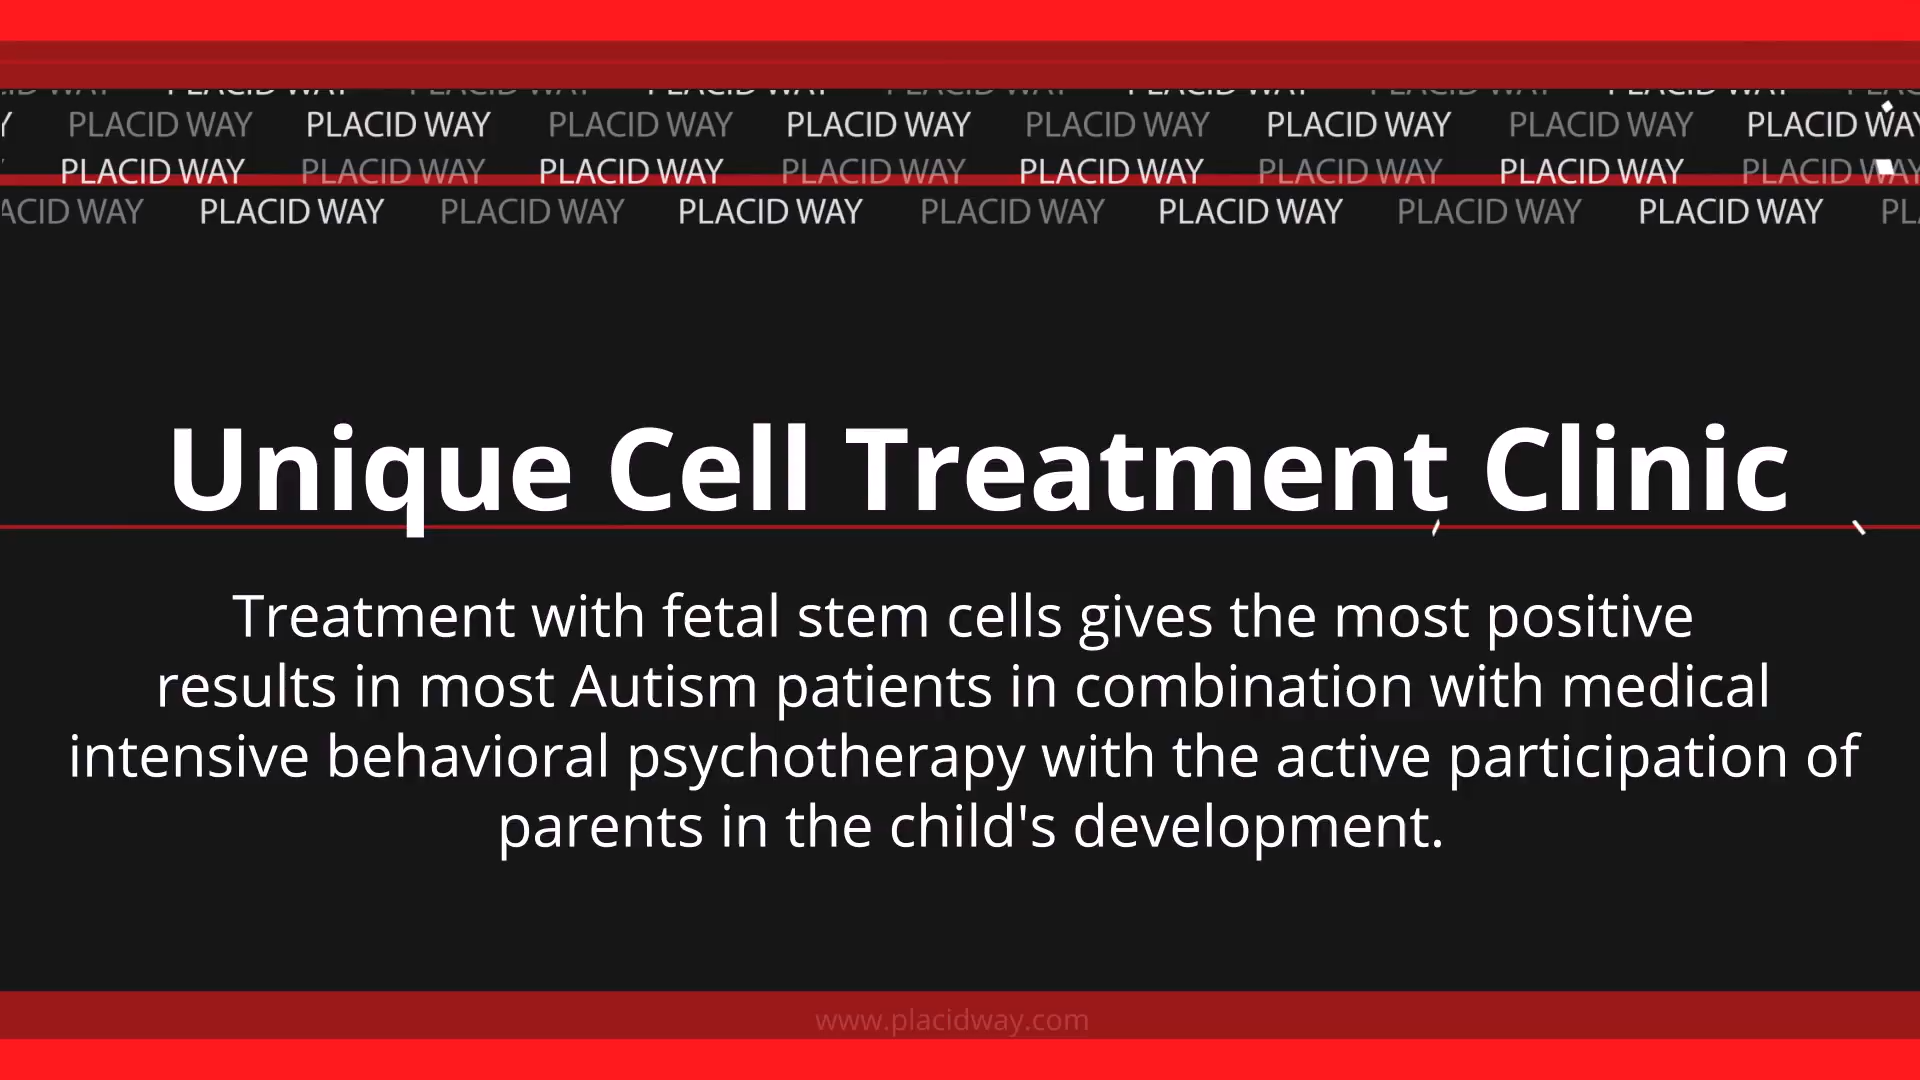 PLACID WAY PLACID WAY PLACID WAY PLACID WAY PLACID WAY PLACID WAY PLACID WAY PLACID WAY
PLACID WAY PLACID WAY PLACID WAY PLACID WAY PLACID WAY PLACID WAY PLACID WAY PLACID WAY
PLACID WAY PLACID WAY PLACID WAY PLACID WAY PLACID WAY PLACID WAY PLACID WAY
Unique Cell Treatment Clinic
Treatment with fetal stem cells gives the most positive
results in most Autism patients in combination with medical
intensive behavioral psychotherapy with the active participation of
parents in the child's development.
www.placidway.com